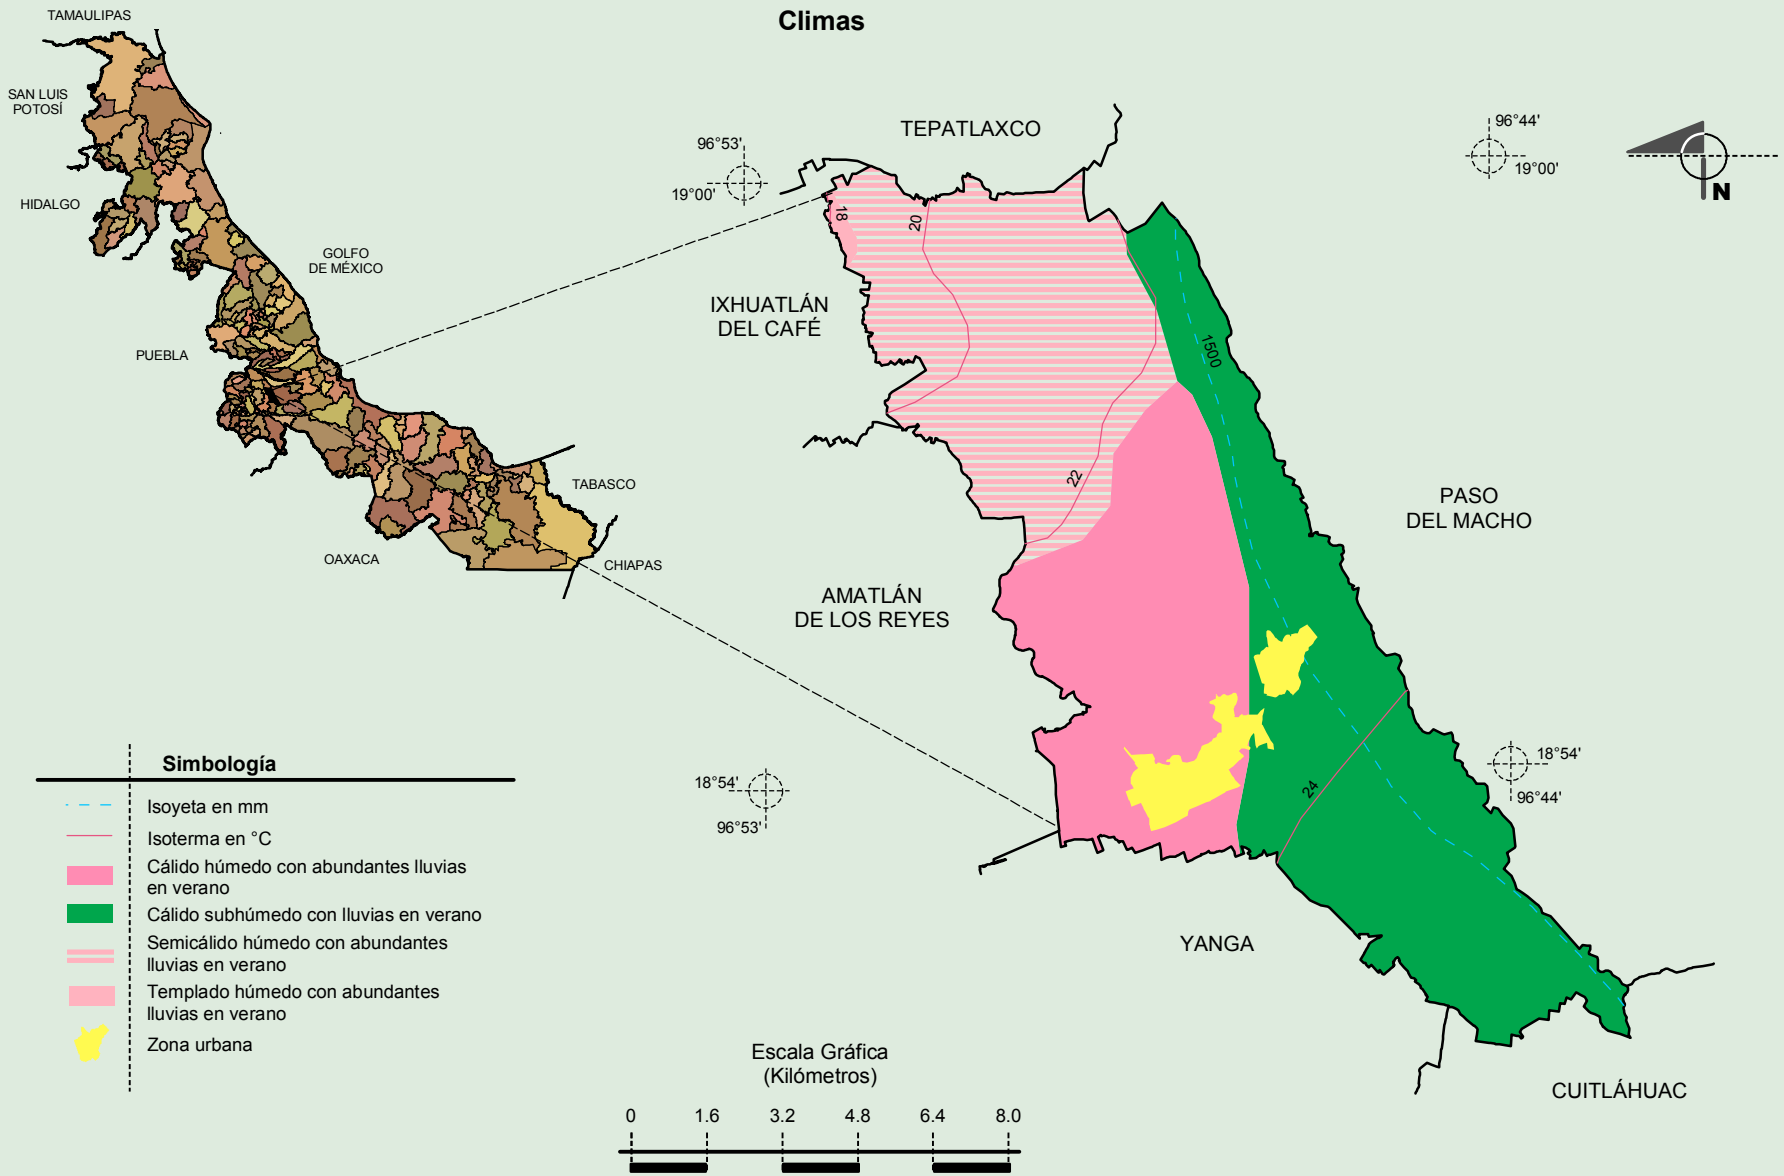 Climas
TAMAULIPAS
SAN LUIS
POTOSÍ
HIDALGO
GOLFO
DE MÉXICO
PUEBLA
TABASCO
OAXACA
CHIAPAS
TEPATLAXCO
96°53'
19°00'
96°44'
19°00'
N
18
20
IXHUATLÁN
DEL CAFÉ
1500
22
PASO
DEL MACHO
AMATLÁN
DE LOS REYES
18°54'
96°53'
18°54'
96°44'
24
YANGA
CUITLÁHUAC
Simbología
Isoyeta en mm
Isoterma en °C
Cálido húmedo con abundantes lluvias
en verano
Cálido subhúmedo con lluvias en verano
Semicálido húmedo con abundantes
lluvias en verano
Templado húmedo con abundantes
lluvias en verano
Zona urbana
Escala Gráfica
(Kilómetros)
0 1.6 3.2 4.8 6.4 8.0